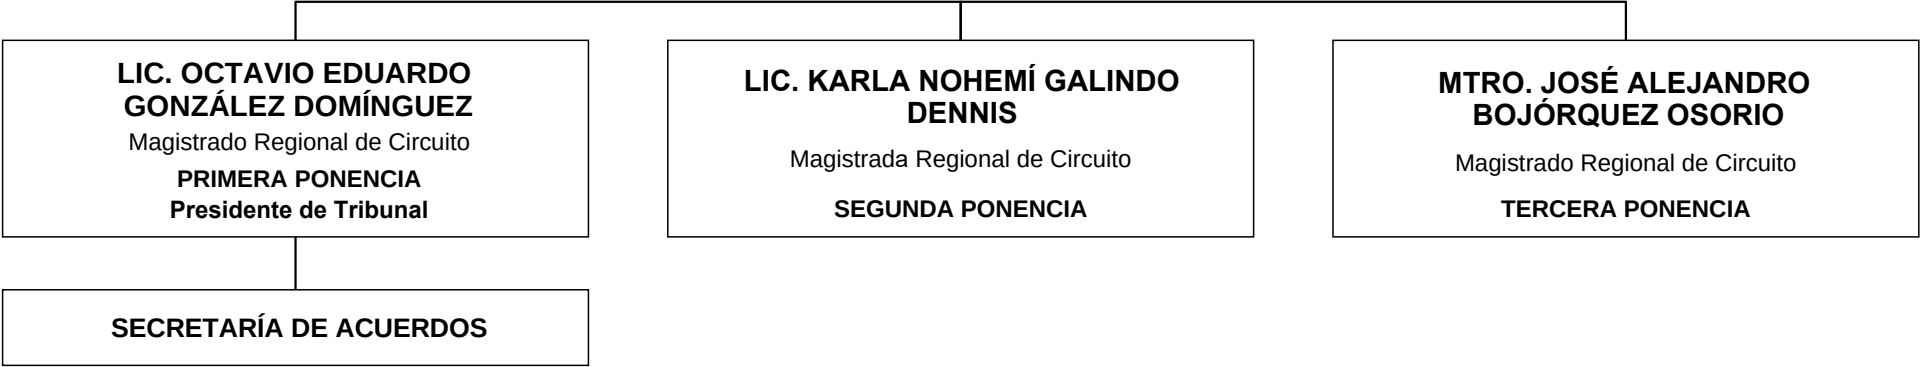 LIC. OCTAVIO EDUARDO
GONZÁLEZ DOMÍNGUEZ
Magistrado Regional de Circuito
PRIMERA PONENCIA
Presidente de Tribunal
LIC. KARLA NOHEMÍ GALINDO
DENNIS
Magistrada Regional de Circuito
SEGUNDA PONENCIA
MTRO. JOSÉ ALEJANDRO
BOJÓRQUEZ OSORIO
Magistrado Regional de Circuito
TERCERA PONENCIA
SECRETARÍA DE ACUERDOS